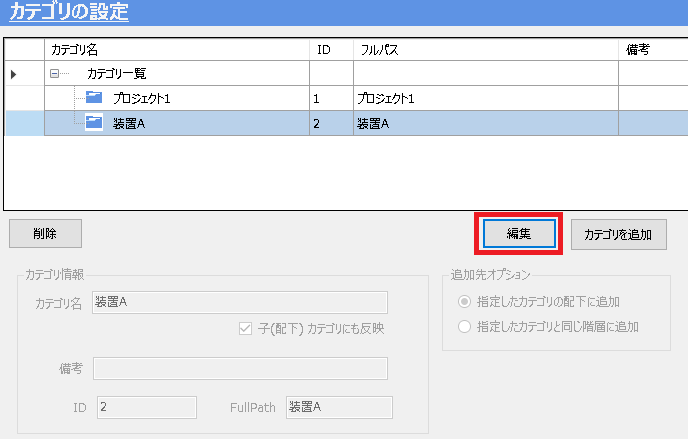 カテゴリの設定
カテゴリ名 ID フルパス 備考
カテゴリ一覧
プロジェクト1 1 プロジェクト1
装置A 2 装置A
削除 編集 カテゴリを追加
カテゴリ情報
カテゴリ名 装置A
子(配下) カテゴリにも反映
備考
ID 2 FullPath 装置A
追加先オプション
指定したカテゴリの配下に追加
指定したカテゴリと同じ階層に追加